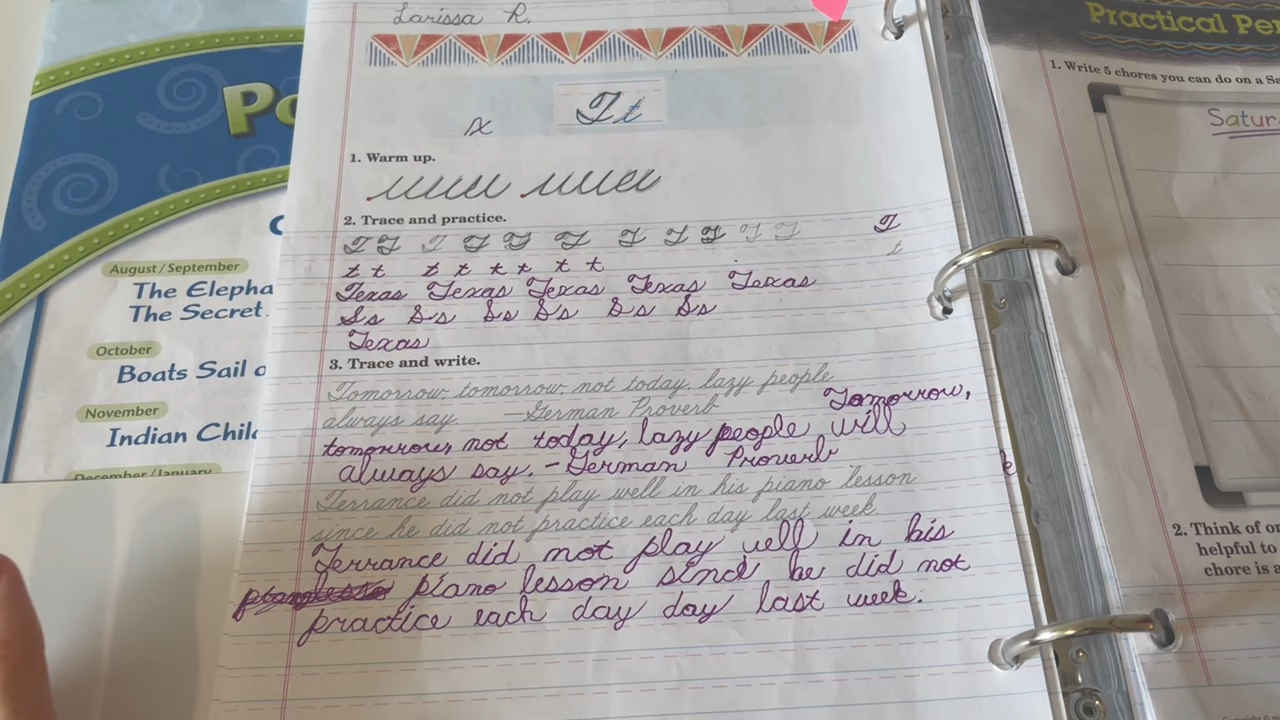 Larissa R.
T t
x
1. Warm up.
2. Trace and practice.
T T T T T T T T T T T T
t t t t t t t t t
Texas Texas Texas Texas Texas
Ss Ss Ss Ss Ss Ss
Texas
3. Trace and write.
Tomorrow, tomorrow, not today, lazy people
always say. —German Proverb
Tomorrow,
tomorrow, not today, lazy people will
always say. - German Proverb
Terrance did not play well in his piano lesson
since he did not practice each day last week.
Terrance did not play well in his
piano lesson since he did not
practice each day day last week.
Po
August/September
The Elepha
The Secret
October
Boats Sail o
November
Indian Chil
December/January
Practical Pe
1. Write 5 chores you can do on a Sa
Satur
2. Think of or
helpful to
chore is a